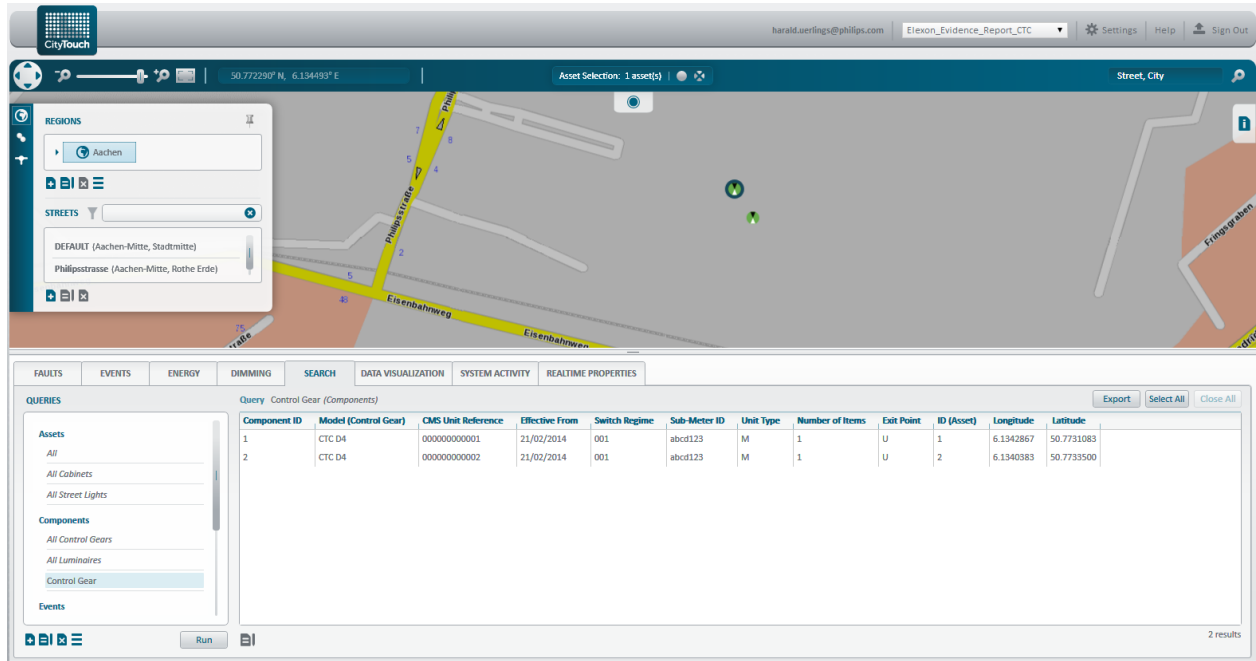 CityTouch
harald.uerlings@philips.com
Elexon_Evidence_Report_CTC
Settings
Help
Sign Out
50.772290° N, 6.134493° E
Asset Selection: 1 asset(s)
Street, City
REGIONS
Aachen
STREETS
DEFAULT (Aachen-Mitte, Stadtmitte)
Philipsstrasse (Aachen-Mitte, Rothe Erde)
7
8
5
4
Philipsstraße
2
5
48
Eisenbahnweg
Eisenbahnweg
75
raße
Fringsgraben
FAULTS EVENTS ENERGY DIMMING SEARCH DATA VISUALIZATION SYSTEM ACTIVITY REALTIME PROPERTIES
QUERIES
Assets
All
All Cabinets
All Street Lights
Components
All Control Gears
All Luminaires
Control Gear
Events
Run
Query Control Gear (Components)
Export Select All Close All
Component ID Model (Control Gear) CMS Unit Reference Effective From Switch Regime Sub-Meter ID Unit Type Number of Items Exit Point ID (Asset) Longitude Latitude
1 CTC D4 000000000001 21/02/2014 001 abcd123 M 1 U 1 6.1342867 50.7731083
2 CTC D4 000000000002 21/02/2014 001 abcd123 M 1 U 2 6.1340383 50.7733500
2 results